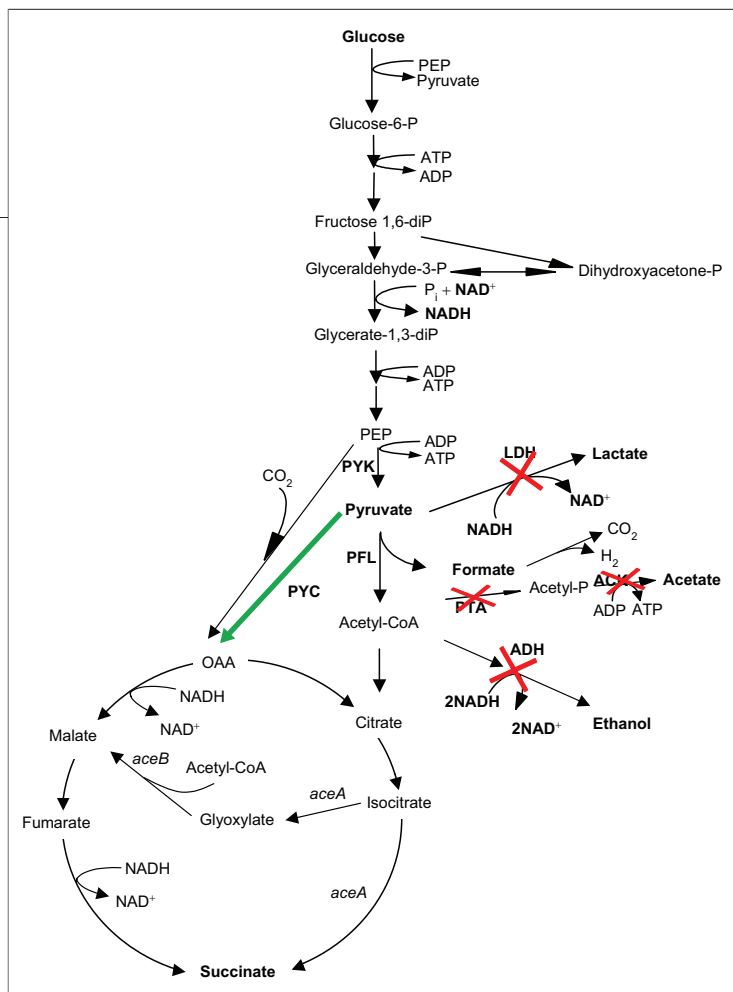 Glucose
PEP
Pyruvate
Glucose-6-P
ATP
ADP
Fructose 1,6-diP
Glyceraldehyde-3-P
Dihydroxyacetone-P
Pi + NAD+
NADH
Glycerate-1,3-diP
ADP
ATP
PEP
ADP
ATP
PYK
LDH
Lactate
CO2
NAD+
Pyruvate
NADH
CO2
H2
PFL
Formate
PYC
Acetyl-P
ACK
Acetate
PTA
ADP
ATP
Acetyl-CoA
ADH
OAA
NADH
2NADH
Citrate
NAD+
2NAD+
Ethanol
Malate
aceB
Acetyl-CoA
aceA
Isocitrate
Fumarate
Glyoxylate
NADH
NAD+
aceA
Succinate